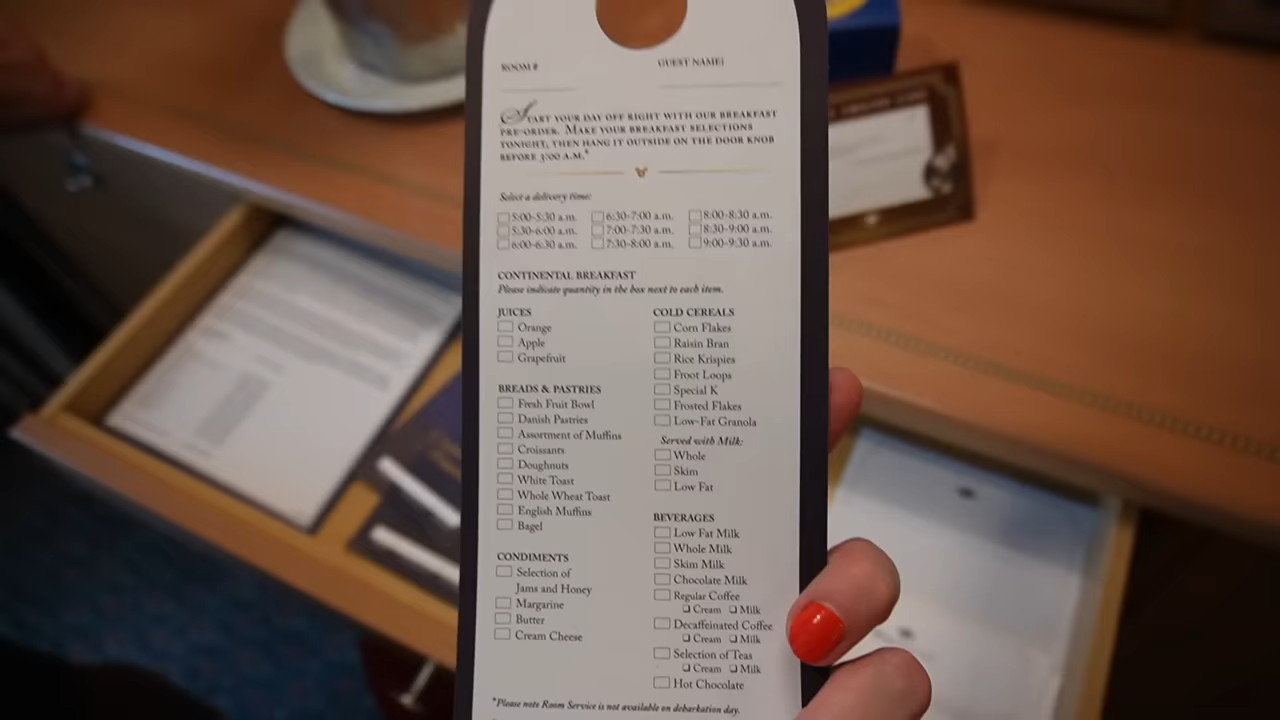 ROOM#
GUEST NAME:
START YOUR DAY OFF RIGHT WITH OUR BREAKFAST
PRE-ORDER. MAKE YOUR BREAKFAST SELECTIONS
TONIGHT, THEN HANG IT OUTSIDE ON THE DOOR KNOB
BEFORE 3:00 A.M.*
Select a delivery time:
5:00-5:30 a.m.
5:30-6:00 a.m.
6:00-6:30 a.m.
6:30-7:00 a.m.
7:00-7:30 a.m.
7:30-8:00 a.m.
8:00-8:30 a.m.
8:30-9:00 a.m.
9:00-9:30 a.m.
CONTINENTAL BREAKFAST
Please indicate quantity in the box next to each item.
JUICES
Orange
Apple
Grapefruit
BREADS & PASTRIES
Fresh Fruit Bowl
Danish Pastries
Assortment of Muffins
Croissants
Doughnuts
White Toast
Whole Wheat Toast
English Muffins
Bagel
CONDIMENTS
Selection of
Jams and Honey
Margarine
Butter
Cream Cheese
COLD CEREALS
Corn Flakes
Raisin Bran
Rice Krispies
Froot Loops
Special K
Frosted Flakes
Low-Fat Granola
Served with Milk:
Whole
Skim
Low Fat
BEVERAGES
Low Fat Milk
Whole Milk
Skim Milk
Chocolate Milk
Regular Coffee
Cream Milk
Decaffeinated Coffee
Cream Milk
Selection of Teas
Cream Milk
Hot Chocolate
*Please note Room Service is not available on debarkation day.